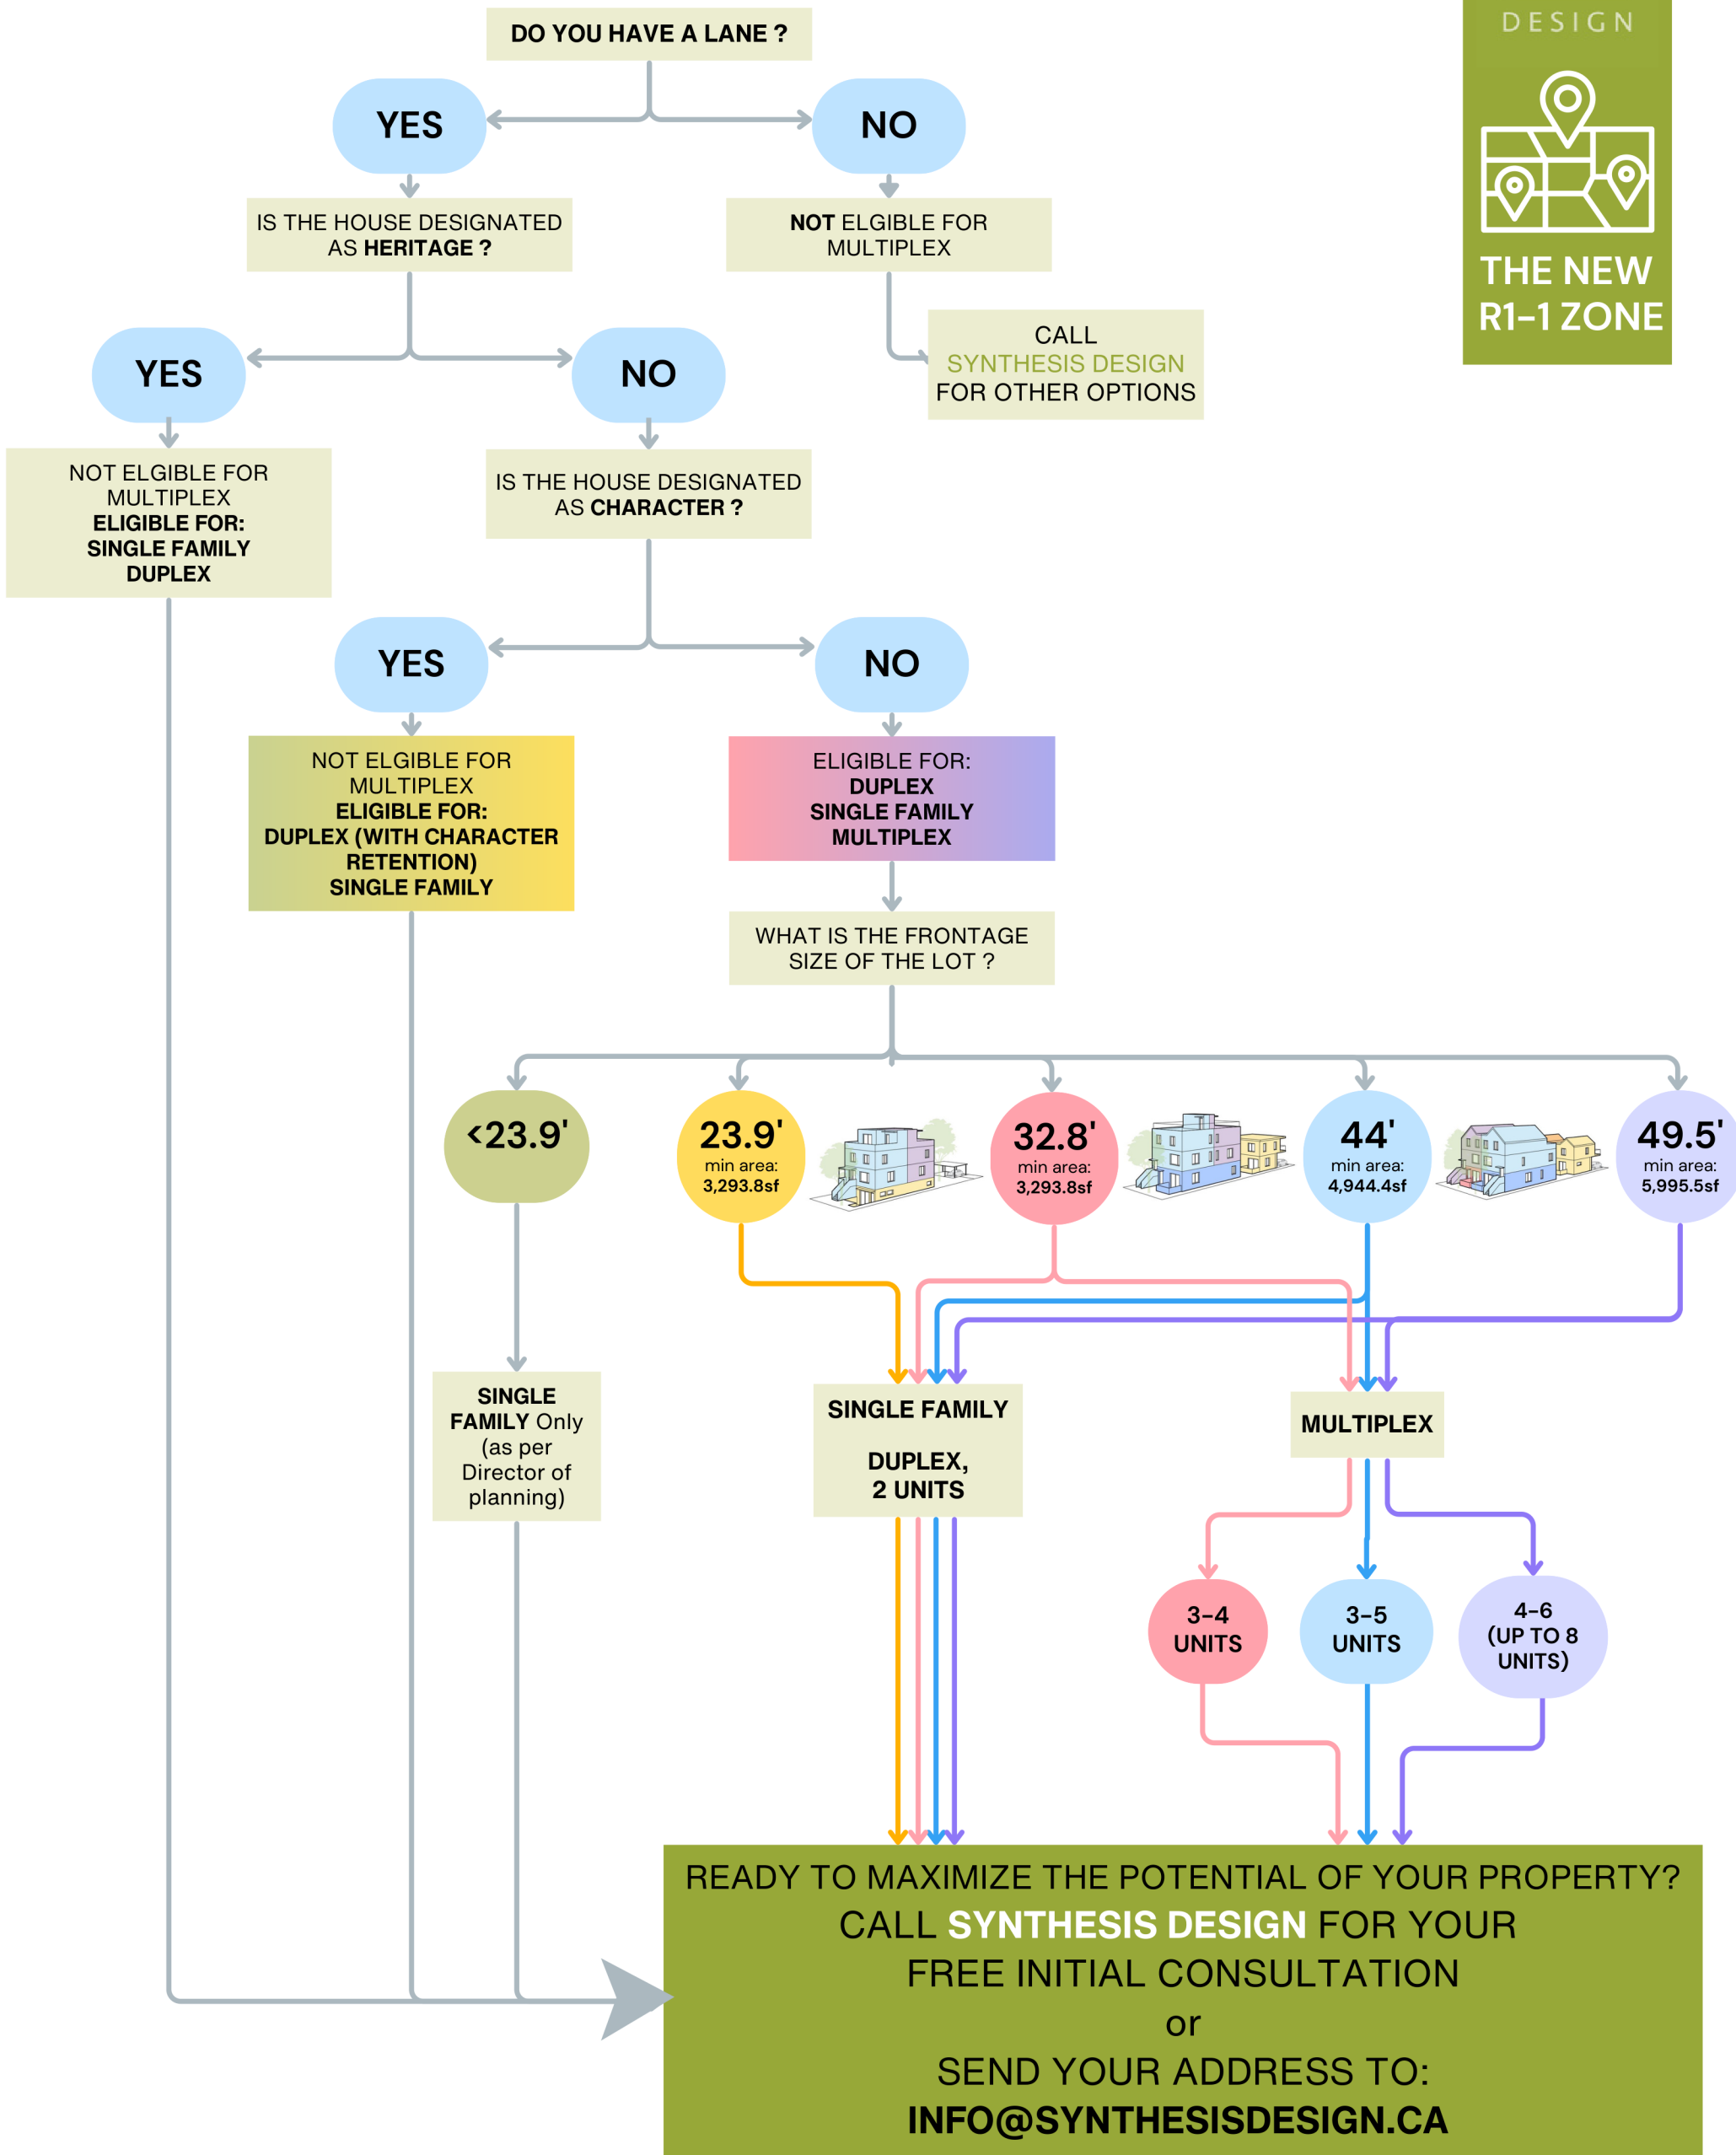 DESIGN
THE NEW
R1-1 ZONE
DO YOU HAVE A LANE ?
YES
NO
IS THE HOUSE DESIGNATED
AS HERITAGE ?
NOT ELGIBLE FOR
MULTIPLEX
CALL
SYNTHESIS DESIGN
FOR OTHER OPTIONS
YES
NO
NOT ELGIBLE FOR
MULTIPLEX
ELIGIBLE FOR:
SINGLE FAMILY
DUPLEX
IS THE HOUSE DESIGNATED
AS CHARACTER ?
YES
NO
NOT ELGIBLE FOR
MULTIPLEX
ELIGIBLE FOR:
DUPLEX (WITH CHARACTER
RETENTION)
SINGLE FAMILY
ELIGIBLE FOR:
DUPLEX
SINGLE FAMILY
MULTIPLEX
WHAT IS THE FRONTAGE
SIZE OF THE LOT ?
<23.9'
23.9'
min area:
3,293.8sf
32.8'
min area:
3,293.8sf
44'
min area:
4,944.4sf
49.5'
min area:
5,995.5sf
SINGLE
FAMILY Only
(as per
Director of
planning)
SINGLE FAMILY
DUPLEX,
2 UNITS
MULTIPLEX
3-4
UNITS
3-5
UNITS
4-6
(UP TO 8
UNITS)
READY TO MAXIMIZE THE POTENTIAL OF YOUR PROPERTY?
CALL SYNTHESIS DESIGN FOR YOUR
FREE INITIAL CONSULTATION
or
SEND YOUR ADDRESS TO:
INFO@SYNTHESISDESIGN.CA